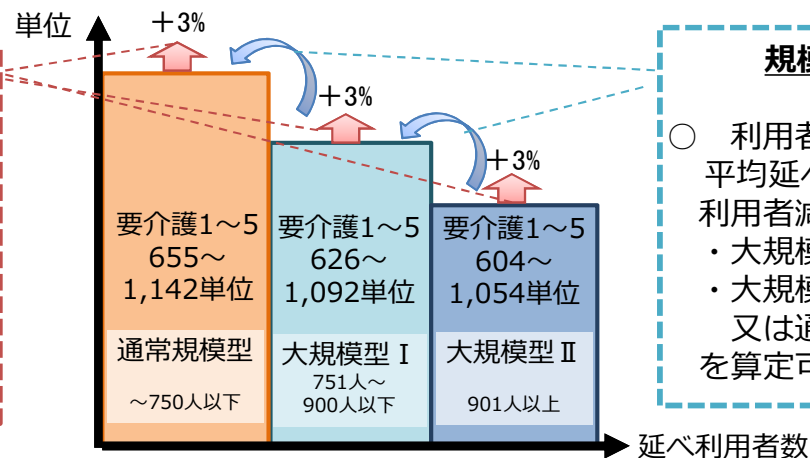 単位
+3%
+3%
+3%
要介護1～5
655～
1,142単位
通常規模型
～750人以下
要介護1～5
626～
1,092単位
大規模型Ⅰ
751人～
900人以下
要介護1～5
604～
1,054単位
大規模型Ⅱ
901人以上
延べ利用者数
規
○　利用者
平均延べ
利用者減
・大規模
・大規模
又は通
を算定可